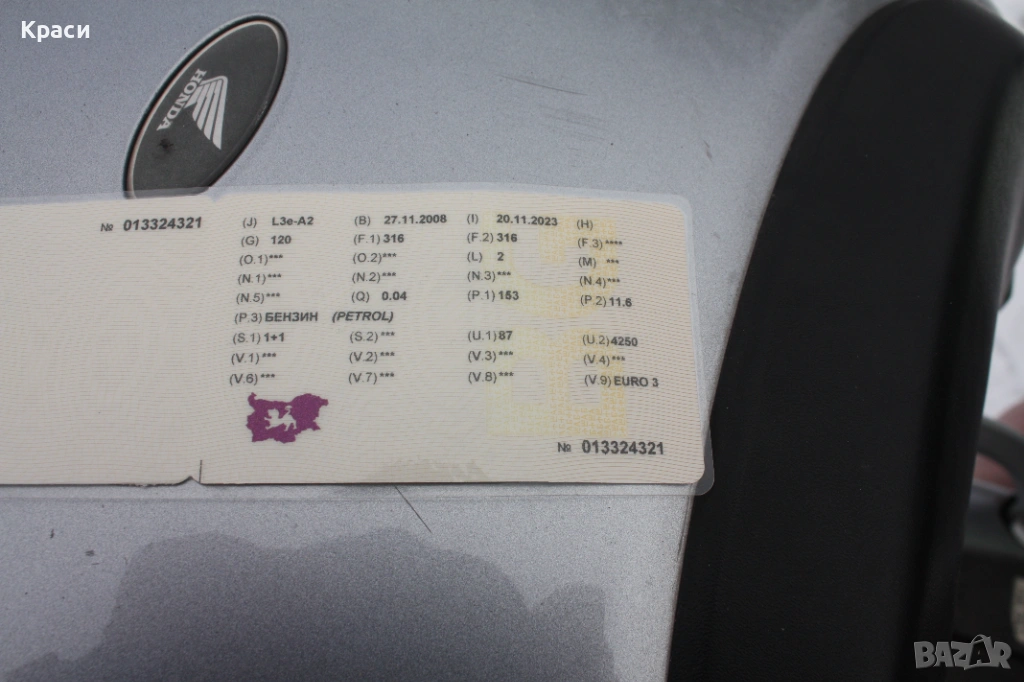 Краси
HONDA
№ 013324321
(J) L3e-A2 (B) 27.11.2008 (I) 20.11.2023 (H)
(G) 120 (F.1) 316 (F.2) 316 (F.3) ****
(O.1) *** (O.2) *** (L) 2 (M) ***
(N.1) *** (N.2) *** (N.3) *** (N.4) ***
(N.5) *** (Q) 0.04 (P.1) 153 (P.2) 11.6
(P.3) БЕНЗИН (PETROL)
(S.1) 1+1 (S.2) *** (U.1) 87 (U.2) 4250
(V.1) *** (V.2) *** (V.3) *** (V.4) ***
(V.6) *** (V.7) *** (V.8) *** (V.9) EURO 3
№ 013324321
BAZAR